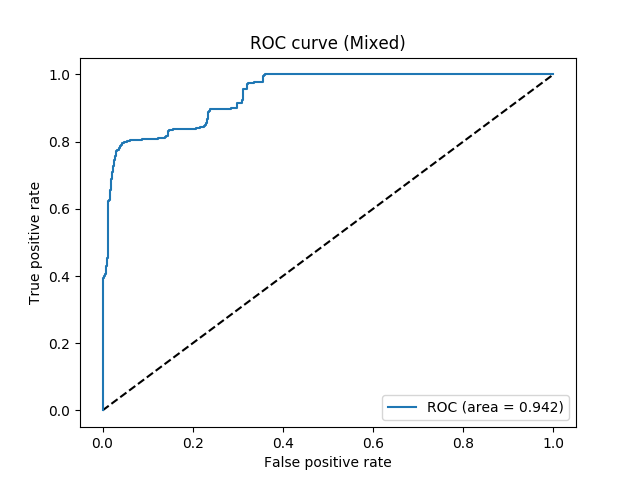 ROC curve (Mixed)
1.0
0.8
0.6
0.4
0.2
0.0
True positive rate
ROC (area = 0.942)
0.0 0.2 0.4 0.6 0.8 1.0
False positive rate